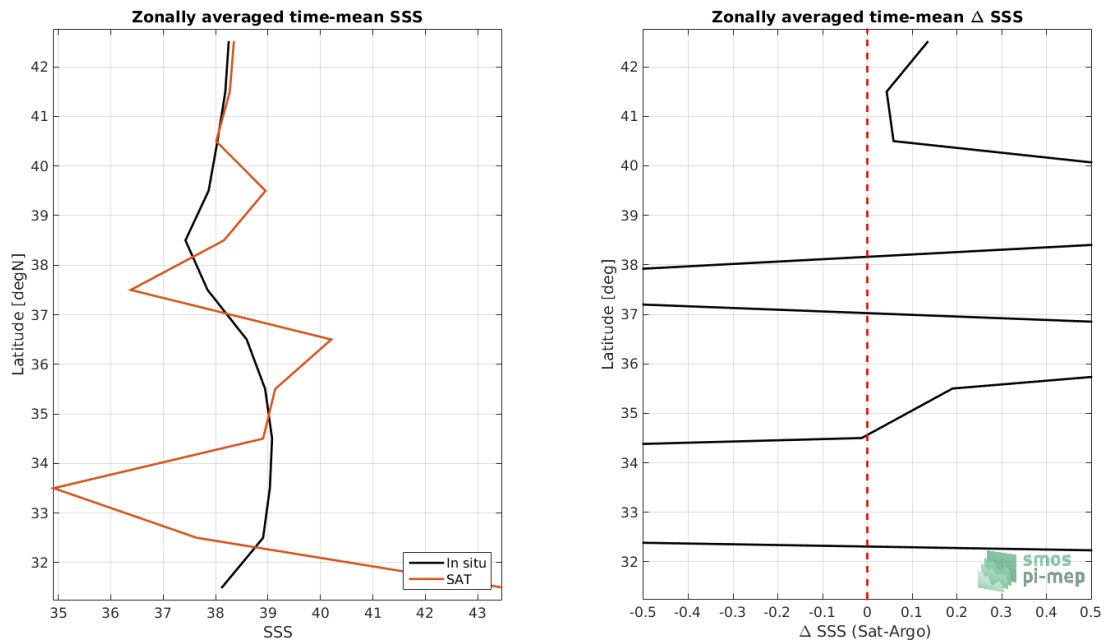 Zonally averaged time-mean SSS
42
41
40
39
38
37
36
35
34
33
32
Latitude [degN]
35 36 37 38 39 40 41 42 43
SSS
In situ
SAT
Zonally averaged time-mean Δ SSS
42
41
40
39
38
37
36
35
34
33
32
Latitude [deg]
-0.5 -0.4 -0.3 -0.2 -0.1 0 0.1 0.2 0.3 0.4 0.5
Δ SSS (Sat-Argo)
smos
pi-mep